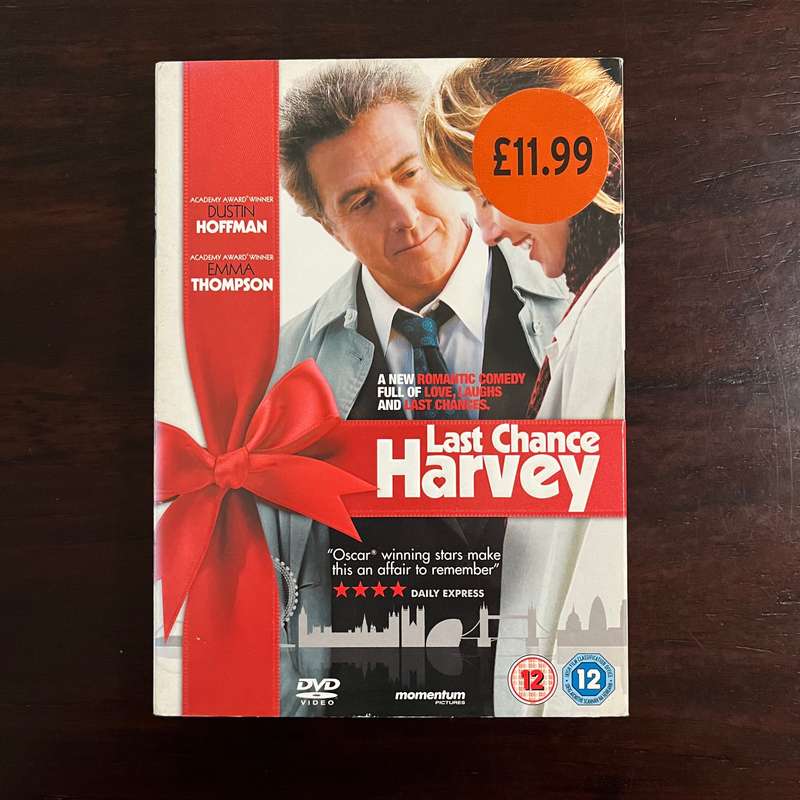 £11.99
ACADEMY AWARD® WINNER
DUSTIN
HOFFMAN
ACADEMY AWARD® WINNER
EMMA
THOMPSON
A NEW ROMANTIC COMEDY
FULL OF LOVE, LAUGHS
AND LAST CHANCES.
Last Chance
Harvey
"Oscar® winning stars make
this an affair to remember"
★★★★ DAILY EXPRESS
DVD
VIDEO
momentum
PICTURES
12
12